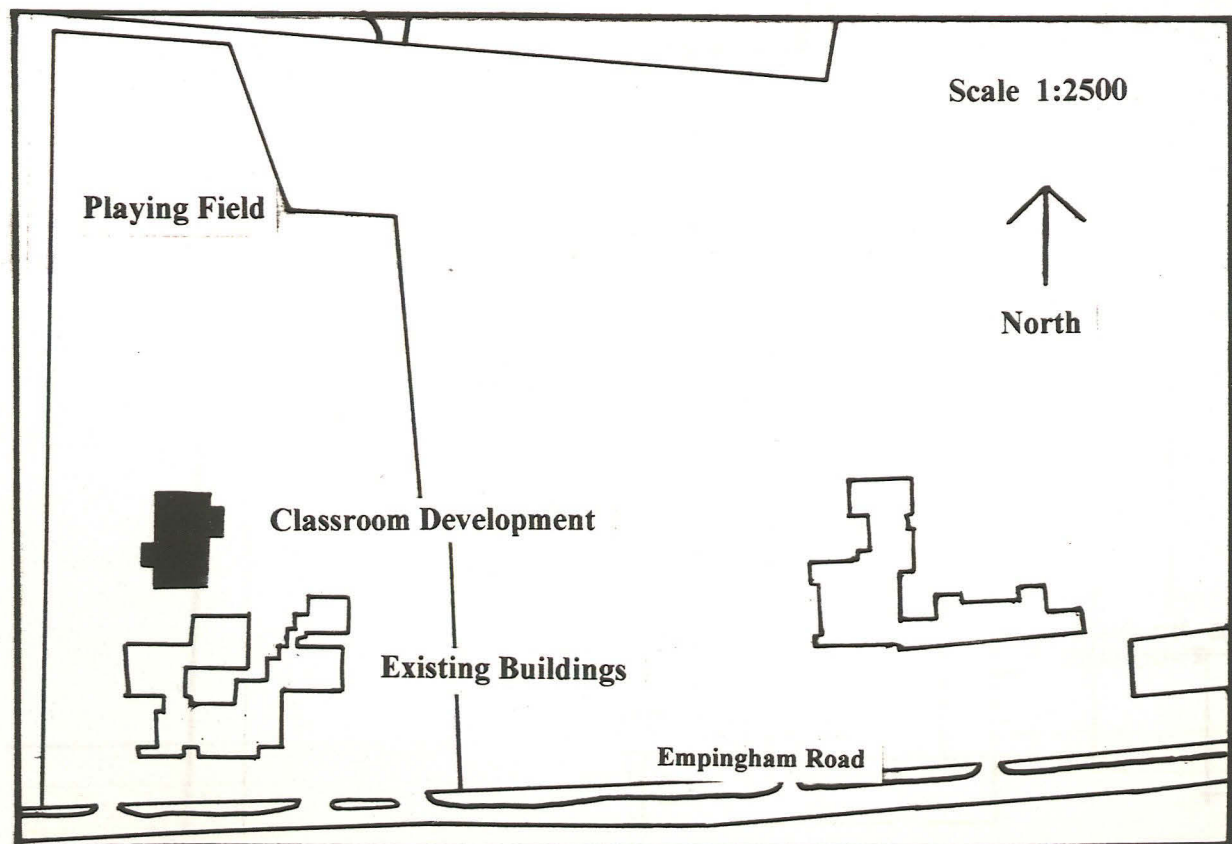 Scale 1:2500
Playing Field
North
Classroom Development
Existing Buildings
Empingham Road